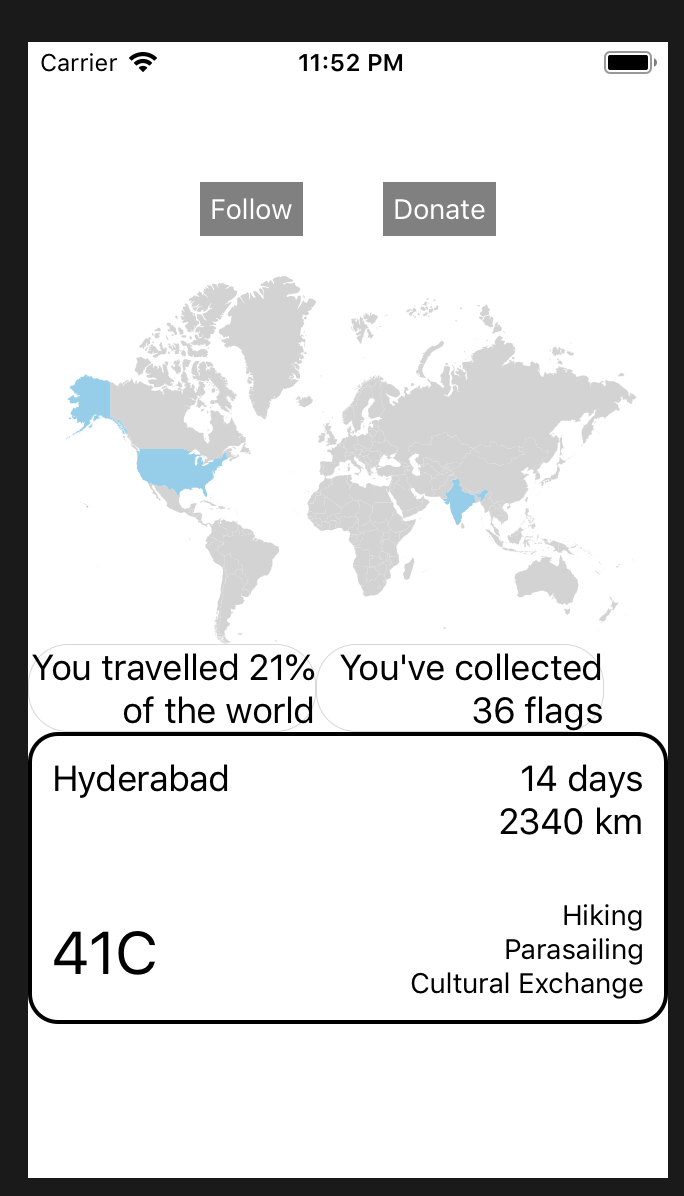 Carrier 11:52 PM
Follow Donate
You travelled 21%
of the world
You've collected
36 flags
Hyderabad
14 days
2340 km
41C
Hiking
Parasailing
Cultural Exchange